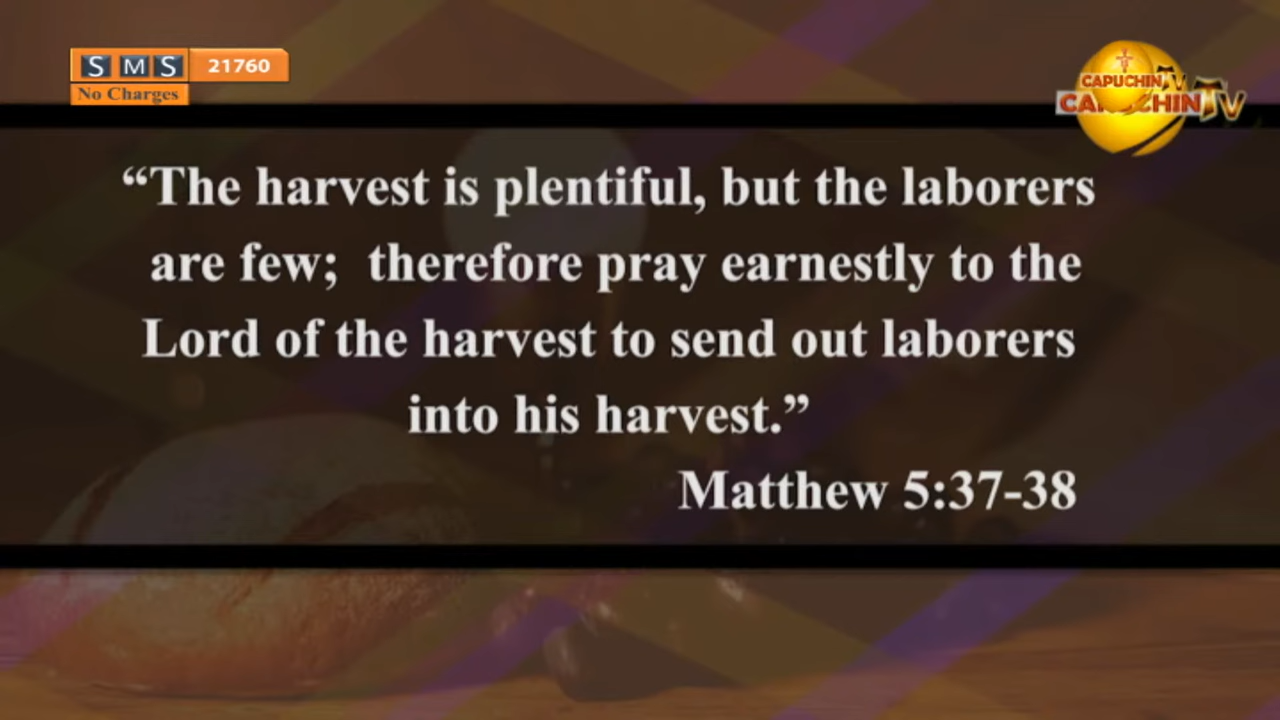 SMS 21760
No Charges
CAPUCHIN TV
CAPUCHIN TV
“The harvest is plentiful, but the laborers
are few; therefore pray earnestly to the
Lord of the harvest to send out laborers
into his harvest.”
Matthew 5:37-38